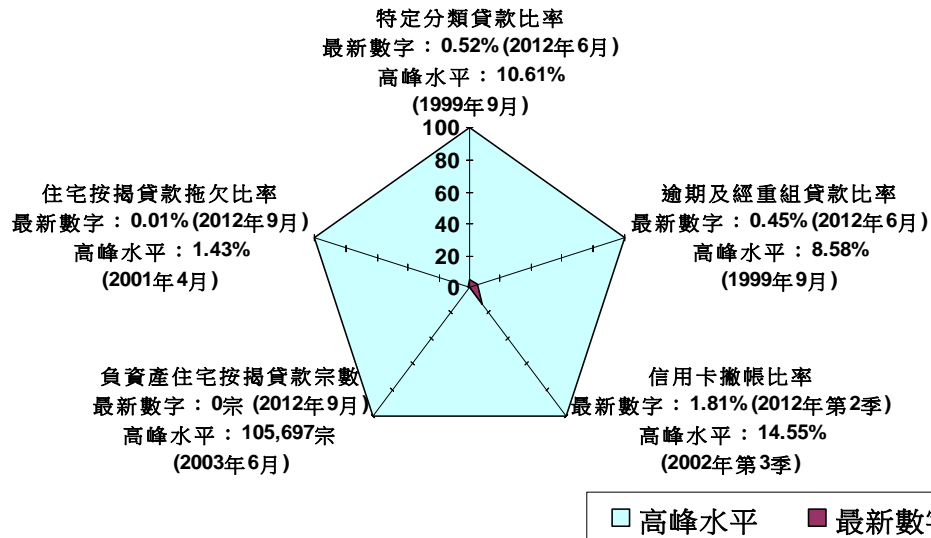 特定分類貸款比率
最新數字：0.52% (2012年6月)
高峰水平：10.61%
(1999年9月)
100
80
60
40
20
0
住宅按揭貸款拖欠比率
最新數字：0.01% (2012年9月)
高峰水平：1.43%
(2001年4月)
逾期及經重組貸款比率
最新數字：0.45% (2012年6月)
高峰水平：8.58%
(1999年9月)
負資產住宅按揭貸款宗數
最新數字：0宗 (2012年9月)
高峰水平：105,697宗
(2003年6月)
信用卡撇帳比率
最新數字：1.81% (2012年第2季)
高峰水平：14.55%
(2002年第3季)
高峰水平 最新數字